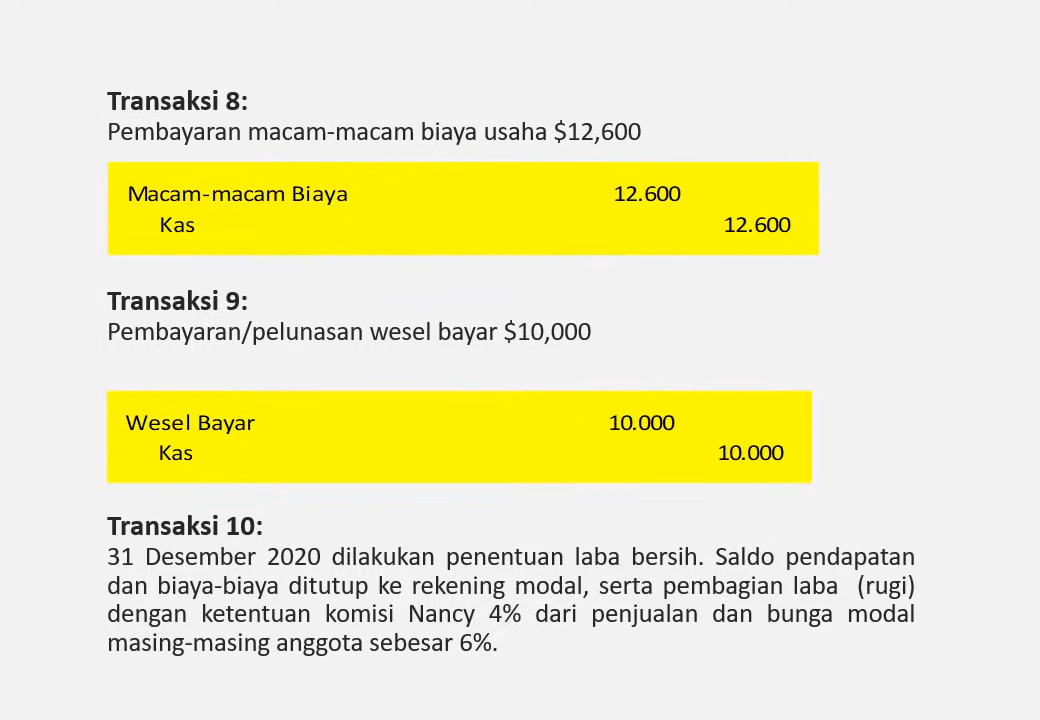 Transaksi 8:
Pembayaran macam-macam biaya usaha $12,600
Macam-macam Biaya 12.600
Kas 12.600
Transaksi 9:
Pembayaran/pelunasan wesel bayar $10,000
Wesel Bayar 10.000
Kas 10.000
Transaksi 10:
31 Desember 2020 dilakukan penentuan laba bersih. Saldo pendapatan
dan biaya-biaya ditutup ke rekening modal, serta pembagian laba (rugi)
dengan ketentuan komisi Nancy 4% dari penjualan dan bunga modal
masing-masing anggota sebesar 6%.